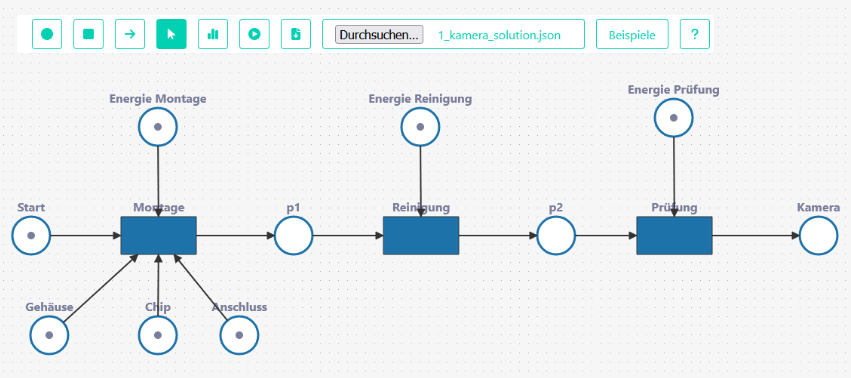 Durchsuchen... 1_kamera_solution.json Beispiele ?
Energie Montage Energie Reinigung Energie Prüfung
Start Montage p1 Reinigung p2 Prüfung Kamera
Gehäuse Chip Anschluss